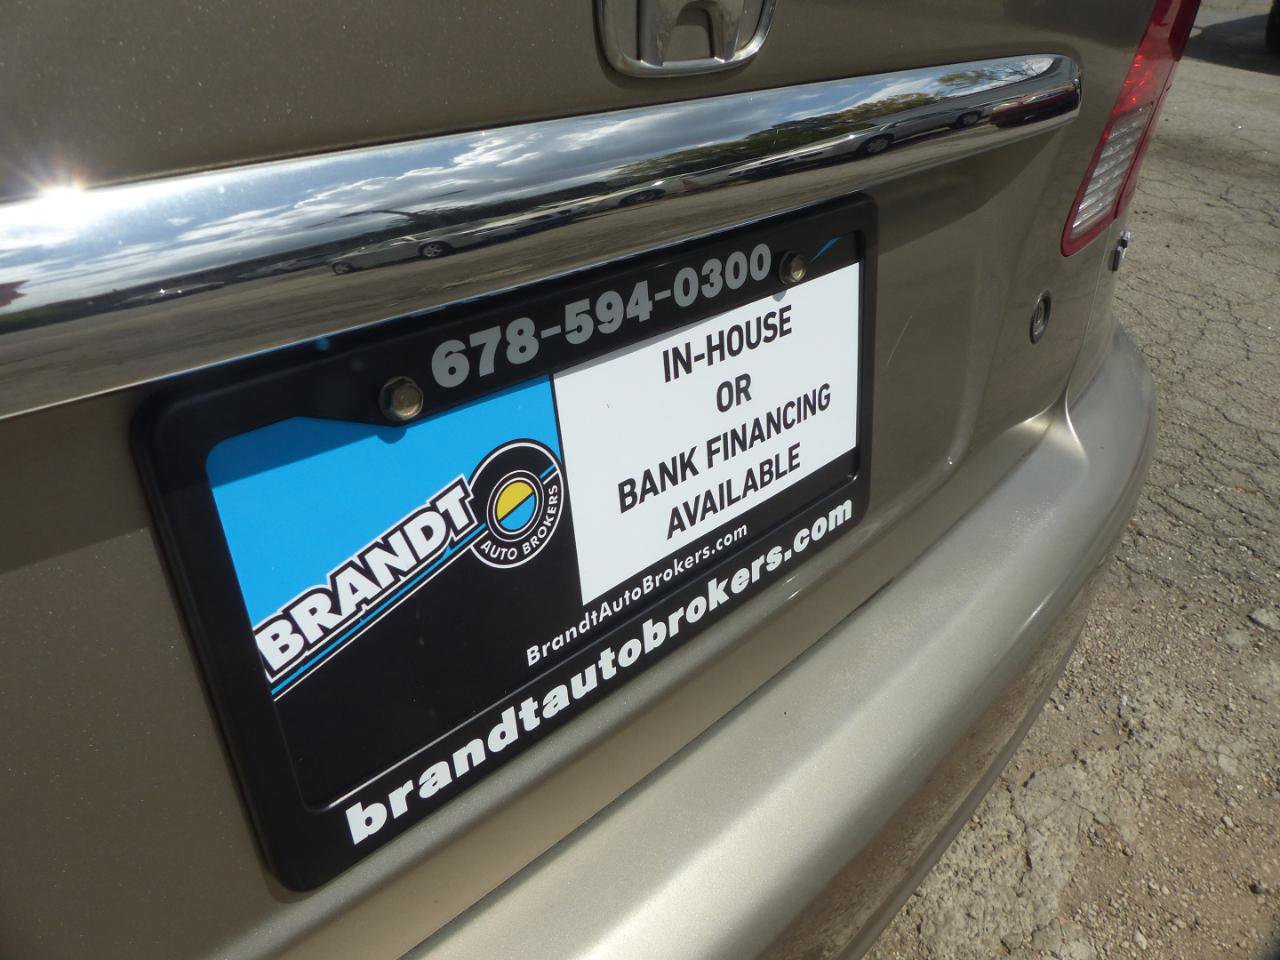 678-594-0300
IN-HOUSE
OR
BANK FINANCING
AVAILABLE
BRANDT
AUTO BROKERS
BrandtAutoBrokers.com
brandtautobrokers.com